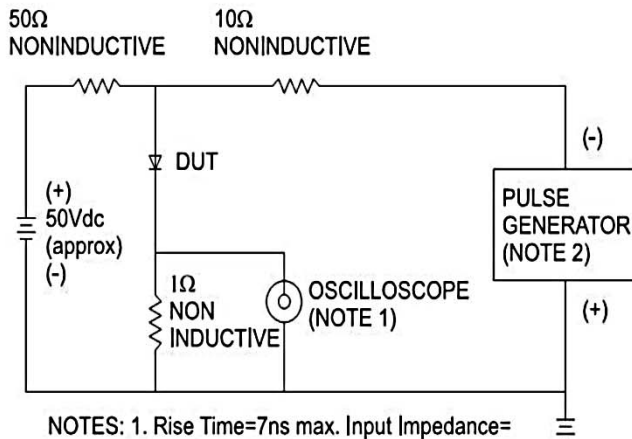 50Ω
NONINDUCTIVE
10Ω
NONINDUCTIVE
DUT
(+)
50Vdc
(approx)
(-)
1Ω
NON
INDUCTIVE
OSCILLOSCOPE
(NOTE 1)
(-)
PULSE
GENERATOR
(NOTE 2)
(+)
NOTES: 1. Rise Time=7ns max. Input Impedance=